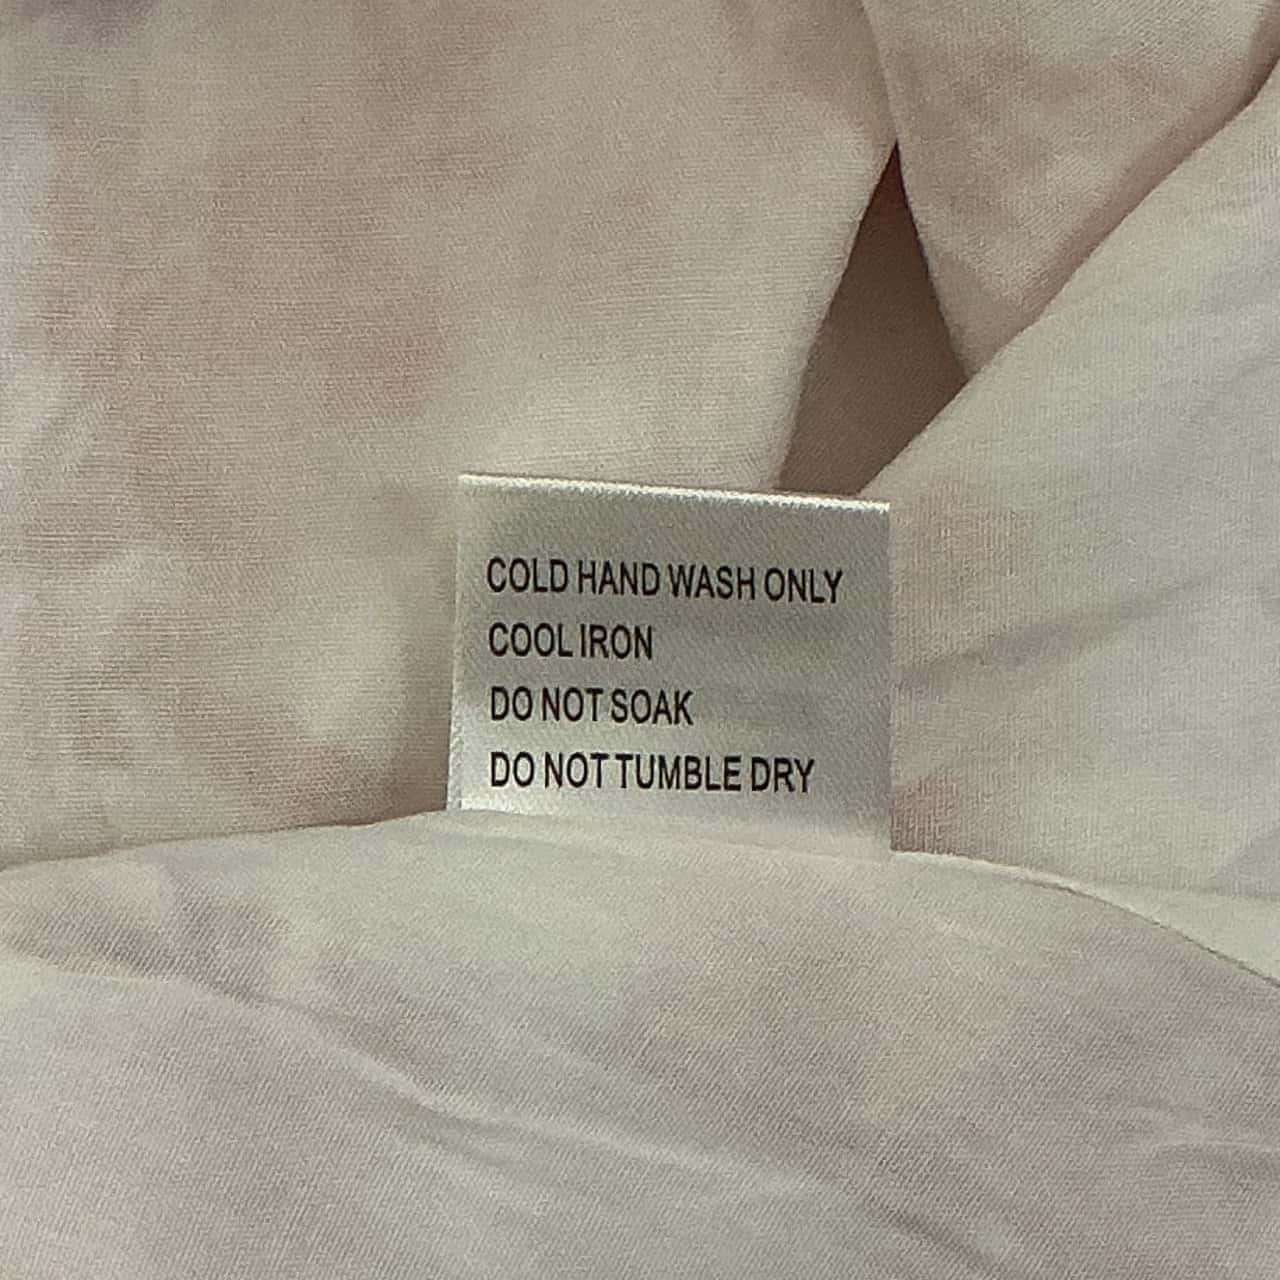 COLD HAND WASH ONLY
COOL IRON
DO NOT SOAK
DO NOT TUMBLE DRY